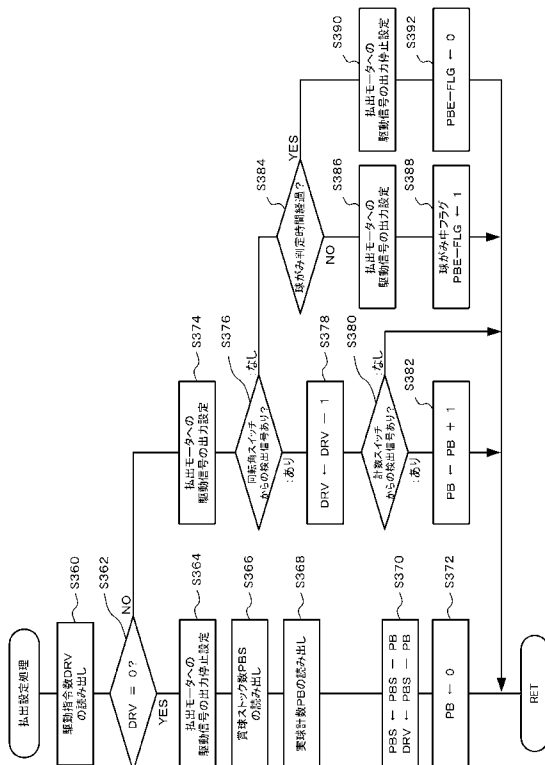 払出設定処理
駆動指令数DRV
の読み出し
S360
DRV = 0?
S362
YES
NO
払出モータへの
駆動信号の出力停止設定
S364
賞球ストック数PBS
の読み出し
S366
実球計数PBの読み出し
S368
PBS ← PBS − PB
DRV ← PBS − PB
S370
PB ← 0
S372
RET
払出モータへの
駆動信号の出力設定
S374
回転角スイッチ
からの検出信号あり?
S376
:なし
:あり
DRV ← DRV − 1
S378
計数スイッチ
からの検出信号あり?
S380
:なし
:あり
PB ← PB + 1
S382
球がみ判定時間経過?
S384
YES
NO
払出モータへの
駆動信号の出力設定
S386
球がみ中フラグ
PBE−FLG ← 1
S388
払出モータへの
駆動信号の出力停止設定
S390
PBE−FLG ← 0
S392